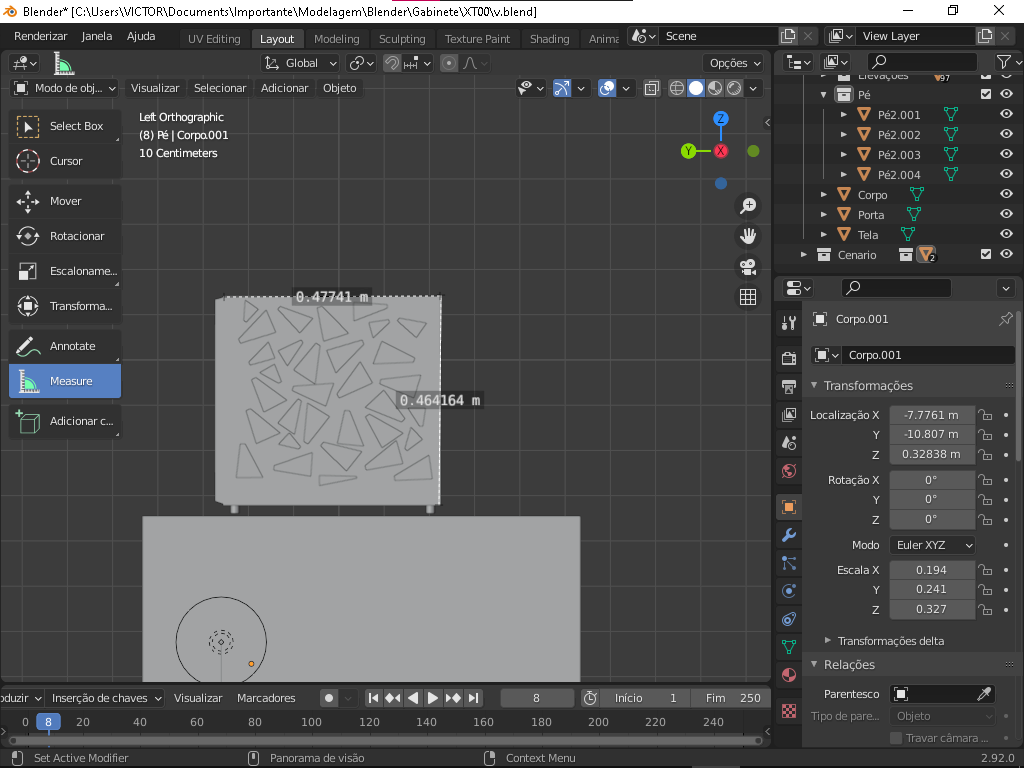 Blender* [C:\Users\VICTOR\Documents\Importante\Modelagem\Blender\Gabinete\XT00\v.blend]
Renderizar Janela Ajuda UV Editing Layout Modeling Sculpting Texture Paint Shading Anima Scene View Layer
Global Opções
Modo de obj... Visualizar Selecionar Adicionar Objeto
Left Orthographic
(8) Pé | Corpo.001
10 Centimeters
Select Box
Cursor
Mover
Rotacionar
Escaloname...
Transforma...
Annotate
Measure
Adicionar c...
Z
Y
X
0.47741 m
0.464164 m
Elevações 97
Pé
Pé2.001
Pé2.002
Pé2.003
Pé2.004
Corpo
Porta
Tela
Cenario 2
Corpo.001
Corpo.001
Transformações
Localização X -7.7761 m
Y -10.807 m
Z 0.32838 m
Rotação X 0°
Y 0°
Z 0°
Modo Euler XYZ
Escala X 0.194
Y 0.241
Z 0.327
Transformações delta
Relações
Parentesco
Tipo de pare... Objeto
Travar câmara ...
oduzir Inserção de chaves Visualizar Marcadores 8 Início 1 Fim 250
0 8 20 40 60 80 100 120 140 160 180 200 220 240
Set Active Modifier Panorama de visão Context Menu 2.92.0